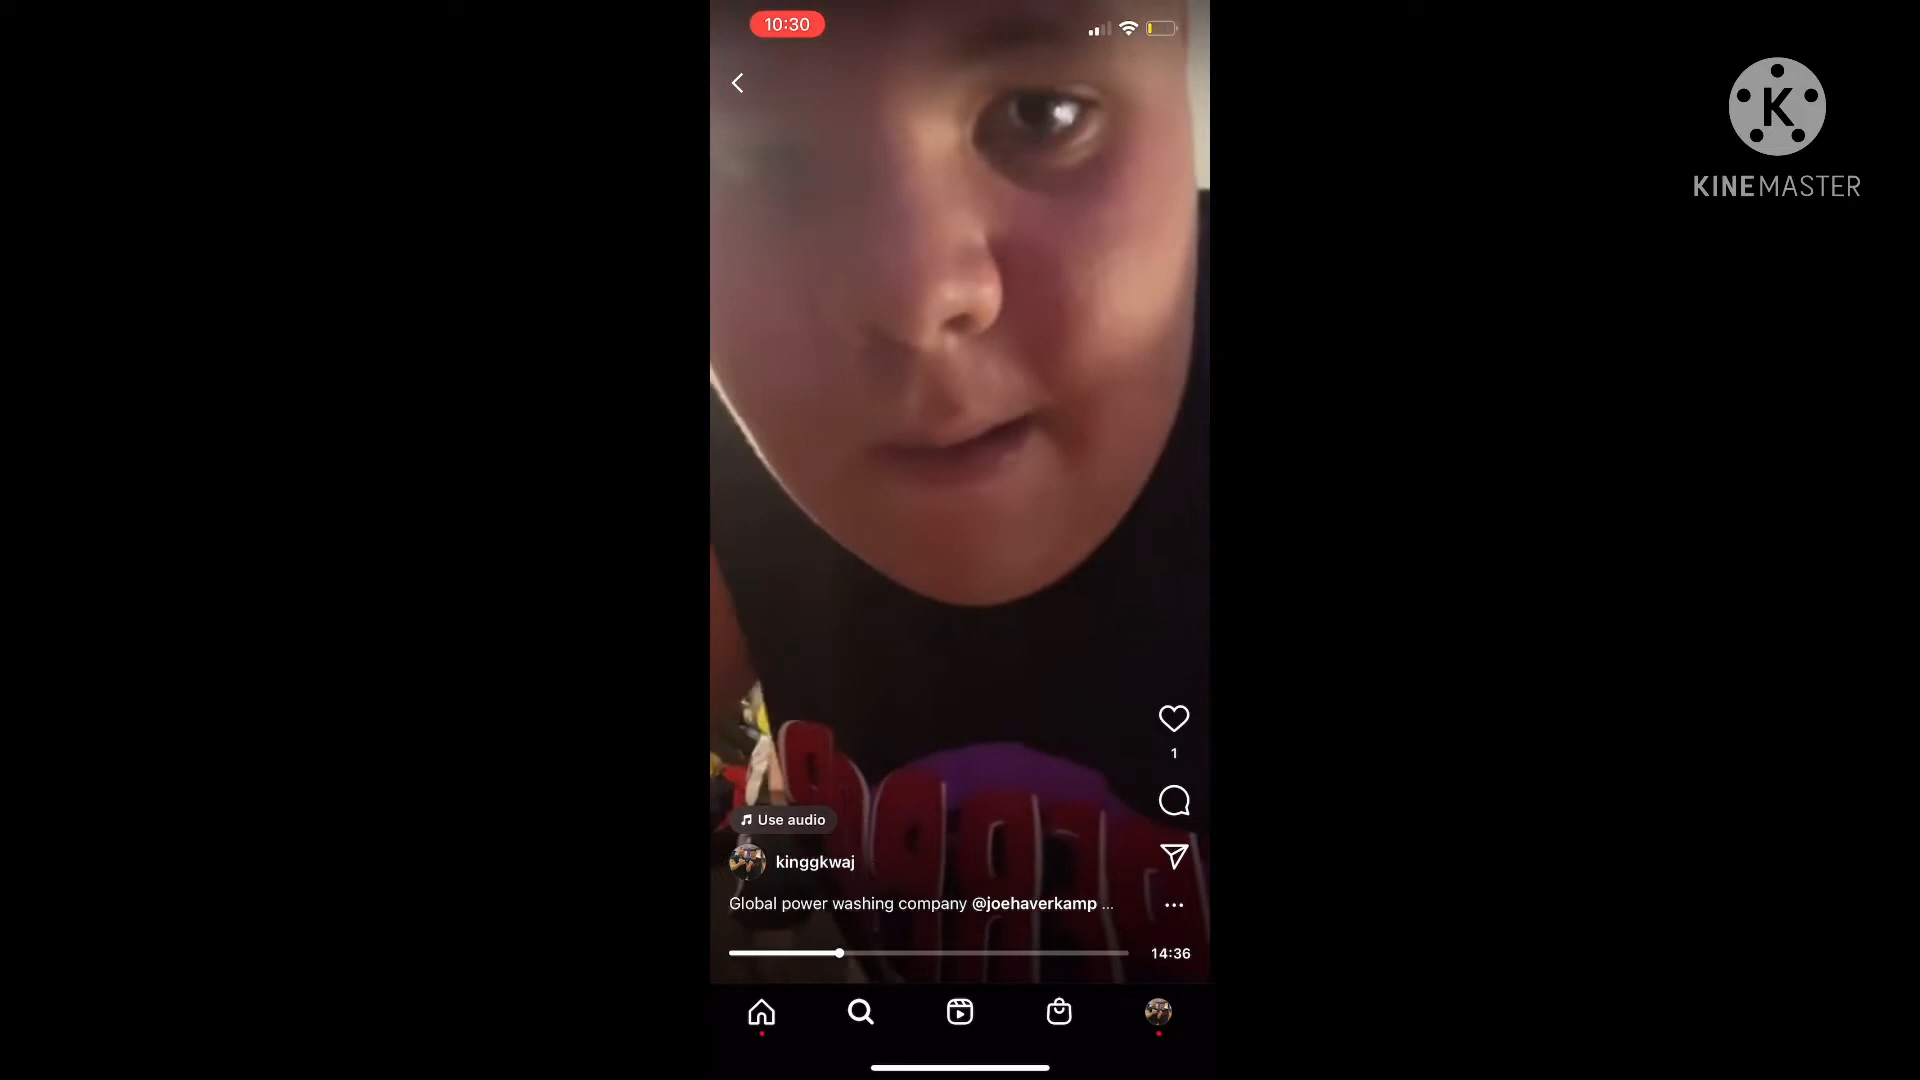 10:30
K
KINEMASTER
1
Use audio
kinggkwaj
Global power washing company @joehaverkamp ...
14:36